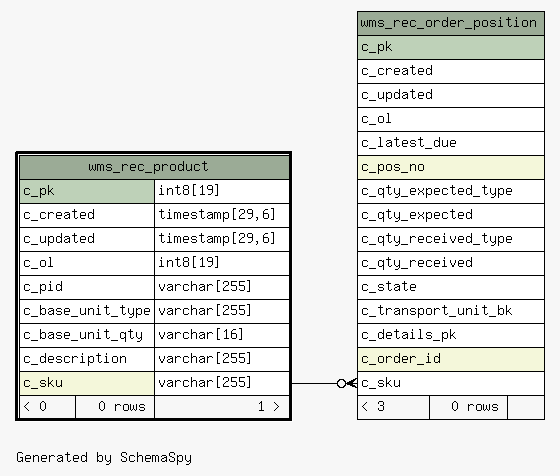 wms_rec_order_position
c_pk
c_created
c_updated
c_ol
c_latest_due
c_pos_no
c_qty_expected_type
c_qty_expected
c_qty_received_type
c_qty_received
c_state
c_transport_unit_bk
c_details_pk
c_order_id
c_sku
< 3 0 rows
wms_rec_product
c_pk int8[19]
c_created timestamp[29,6]
c_updated timestamp[29,6]
c_ol int8[19]
c_pid varchar[255]
c_base_unit_type varchar[255]
c_base_unit_qty varchar[16]
c_description varchar[255]
c_sku varchar[255]
< 0 0 rows 1 >
Generated by SchemaSpy